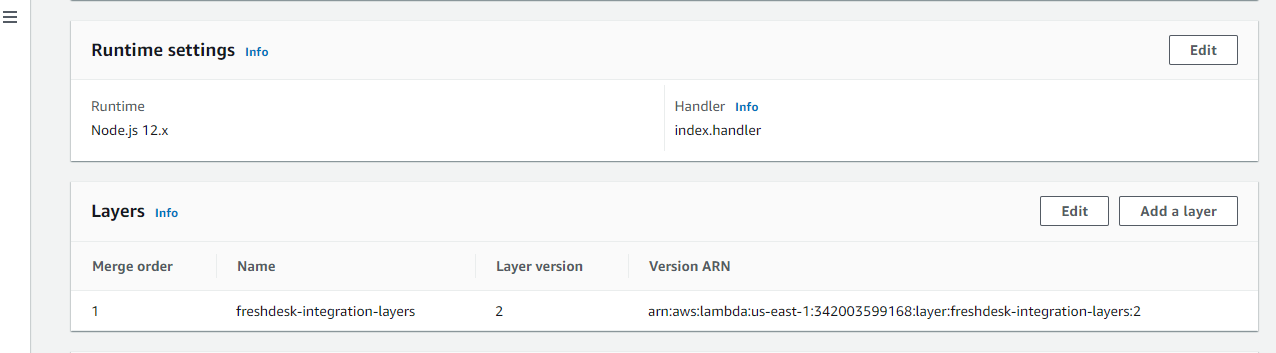 Runtime settings Info Edit
Runtime Handler Info
Node.js 12.x index.handler
Layers Info Edit Add a layer
Merge order Name Layer version Version ARN
1 freshdesk-integration-layers 2 arn:aws:lambda:us-east-1:342003599168:layer:freshdesk-integration-layers:2